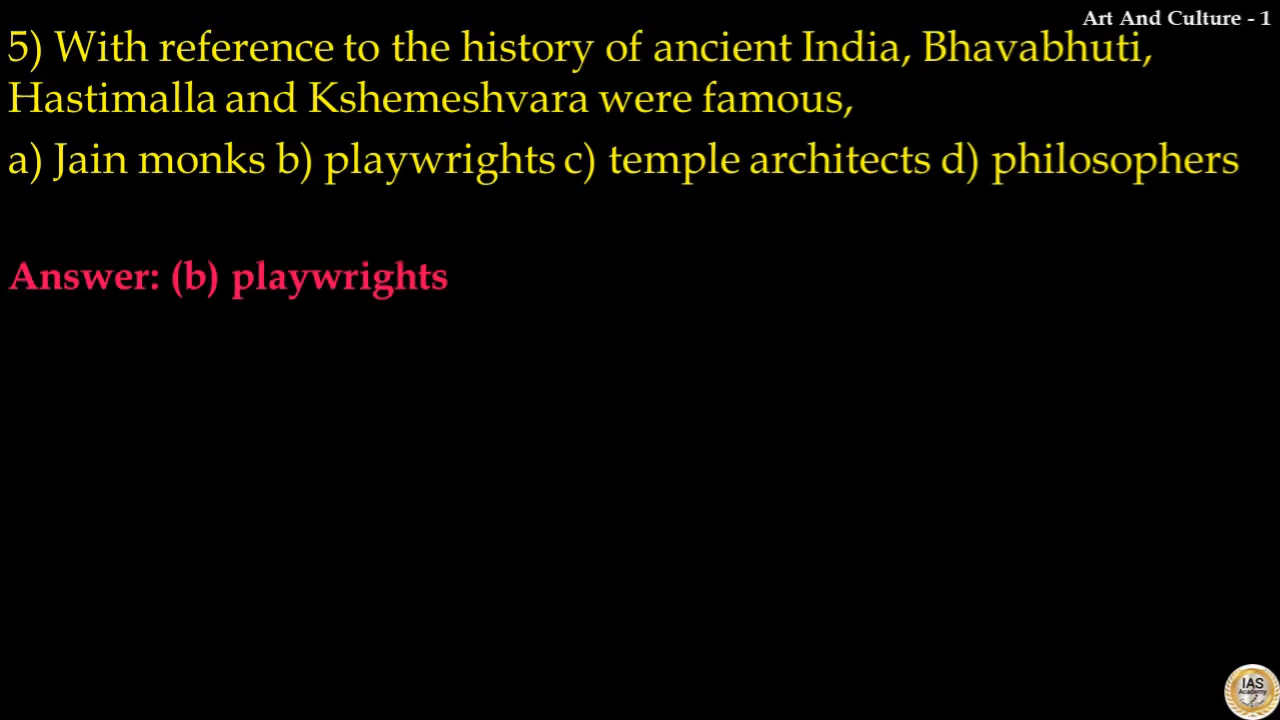 Art And Culture - 1
5) With reference to the history of ancient India, Bhavabhuti,
Hastimalla and Kshemeshvara were famous,
a) Jain monks b) playwrights c) temple architects d) philosophers
Answer: (b) playwrights
IAS
Academy